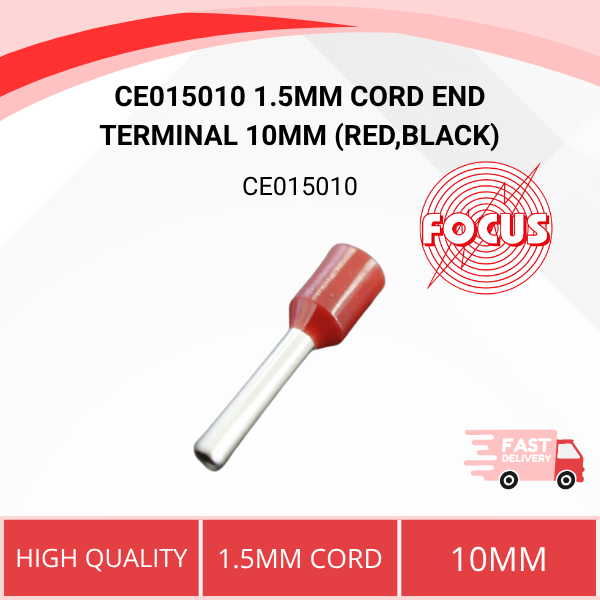 CE015010 1.5MM CORD END
TERMINAL 10MM (RED,BLACK)
CE015010
FOCUS
FAST
DELIVERY
HIGH QUALITY
1.5MM CORD
10MM